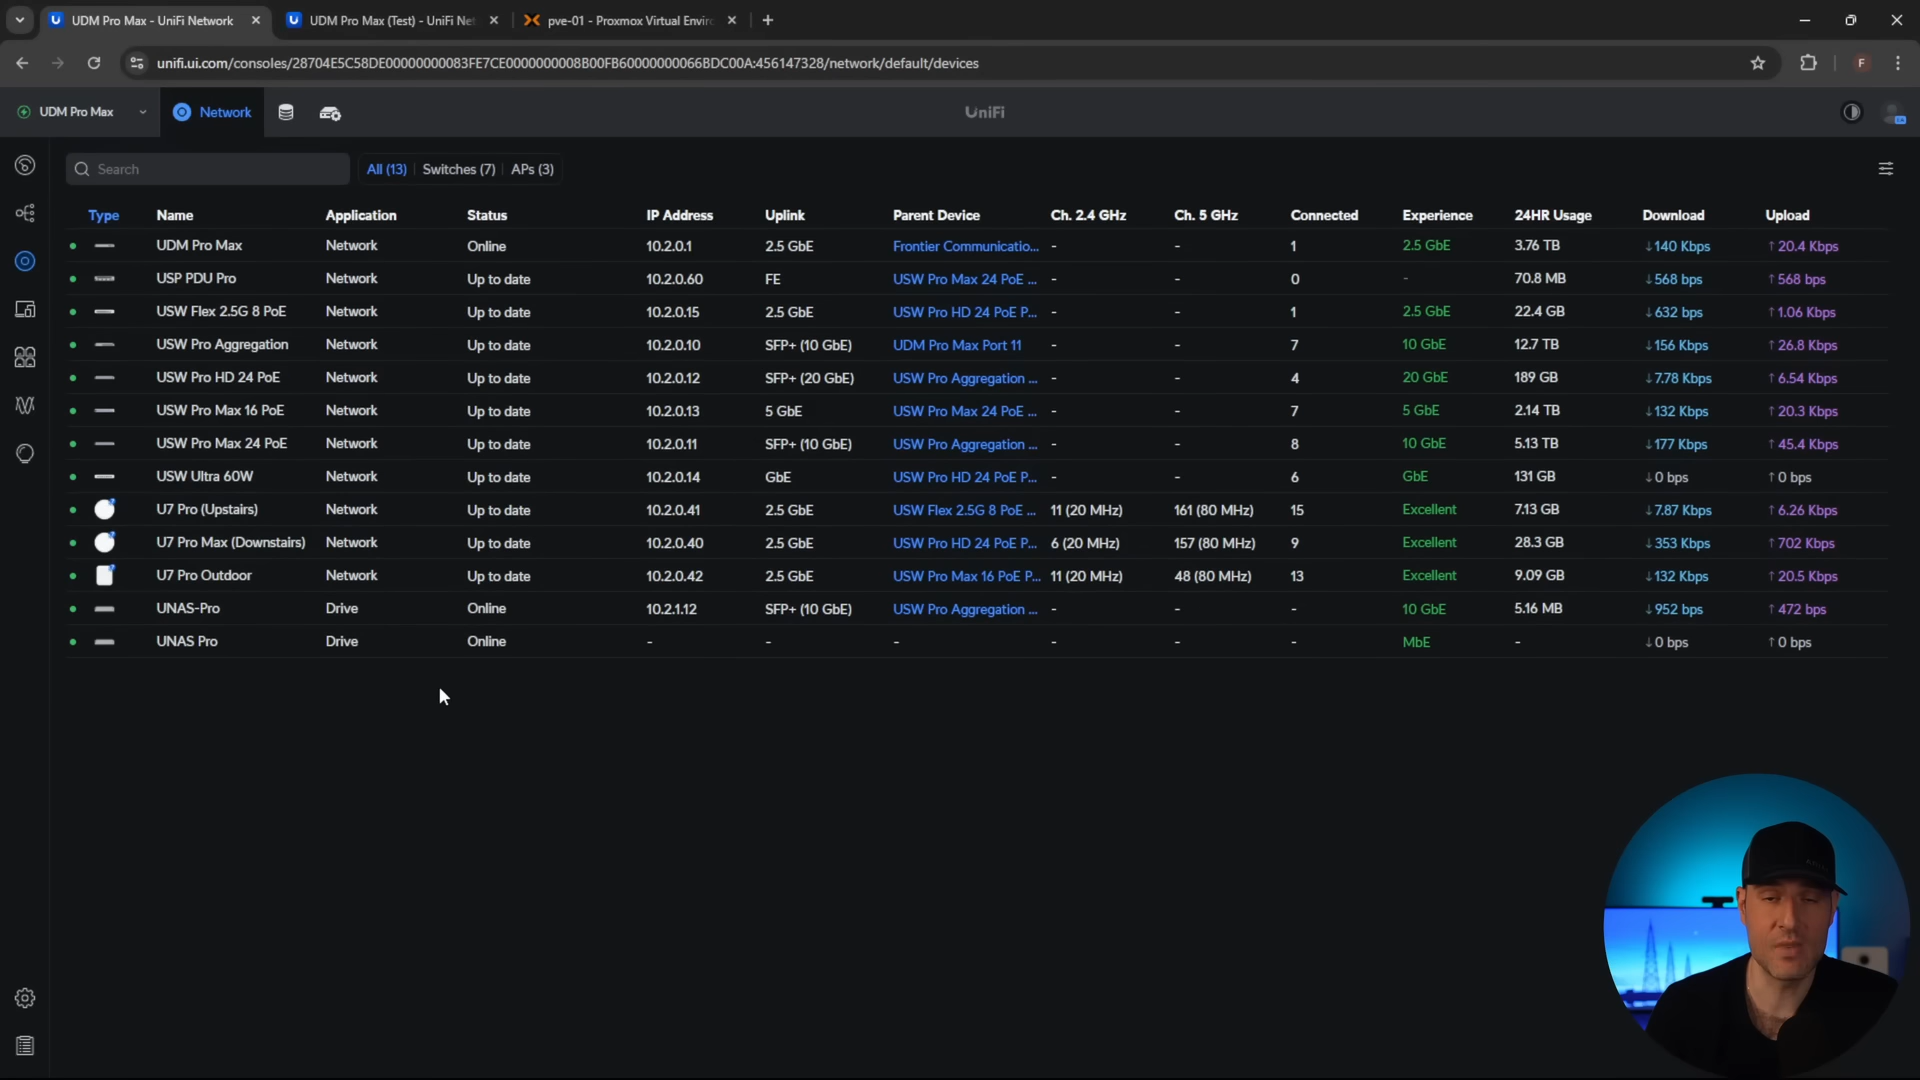 UDM Pro Max - UniFi Network
UDM Pro Max (Test) - UniFi Net
pve-01 - Proxmox Virtual Enviro
unifi.ui.com/consoles/28704E5C58DE00000000083FE7CE0000000008B00FB60000000066BDC00A:456147328/network/default/devices
F
UDM Pro Max
Network
UniFi
Search
All (13)
Switches (7)
APs (3)
Type Name Application Status IP Address Uplink Parent Device Ch. 2.4 GHz Ch. 5 GHz Connected Experience 24HR Usage Download Upload
UDM Pro Max Network Online 10.2.0.1 2.5 GbE Frontier Communicatio... - - 1 2.5 GbE 3.76 TB ↓140 Kbps ↑20.4 Kbps
USP PDU Pro Network Up to date 10.2.0.60 FE USW Pro Max 24 PoE ... - - 0 - 70.8 MB ↓568 bps ↑568 bps
USW Flex 2.5G 8 PoE Network Up to date 10.2.0.15 2.5 GbE USW Pro HD 24 PoE P... - - 1 2.5 GbE 22.4 GB ↓632 bps ↑1.06 Kbps
USW Pro Aggregation Network Up to date 10.2.0.10 SFP+ (10 GbE) UDM Pro Max Port 11 - - 7 10 GbE 12.7 TB ↓156 Kbps ↑26.8 Kbps
USW Pro HD 24 PoE Network Up to date 10.2.0.12 SFP+ (20 GbE) USW Pro Aggregation ... - - 4 20 GbE 189 GB ↓7.78 Kbps ↑6.54 Kbps
USW Pro Max 16 PoE Network Up to date 10.2.0.13 5 GbE USW Pro Max 24 PoE ... - - 7 5 GbE 2.14 TB ↓132 Kbps ↑20.3 Kbps
USW Pro Max 24 PoE Network Up to date 10.2.0.11 SFP+ (10 GbE) USW Pro Aggregation ... - - 8 10 GbE 5.13 TB ↓177 Kbps ↑45.4 Kbps
USW Ultra 60W Network Up to date 10.2.0.14 GbE USW Pro HD 24 PoE P... - - 6 GbE 131 GB ↓0 bps ↑0 bps
U7 Pro (Upstairs) Network Up to date 10.2.0.41 2.5 GbE USW Flex 2.5G 8 PoE ... 11 (20 MHz) 161 (80 MHz) 15 Excellent 7.13 GB ↓7.87 Kbps ↑6.26 Kbps
U7 Pro Max (Downstairs) Network Up to date 10.2.0.40 2.5 GbE USW Pro HD 24 PoE P... 6 (20 MHz) 157 (80 MHz) 9 Excellent 28.3 GB ↓353 Kbps ↑702 Kbps
U7 Pro Outdoor Network Up to date 10.2.0.42 2.5 GbE USW Pro Max 16 PoE P... 11 (20 MHz) 48 (80 MHz) 13 Excellent 9.09 GB ↓132 Kbps ↑20.5 Kbps
UNAS-Pro Drive Online 10.2.1.12 SFP+ (10 GbE) USW Pro Aggregation ... - - - 10 GbE 5.16 MB ↓952 bps ↑472 bps
UNAS Pro Drive Online - - - - - - MbE - ↓0 bps ↑0 bps